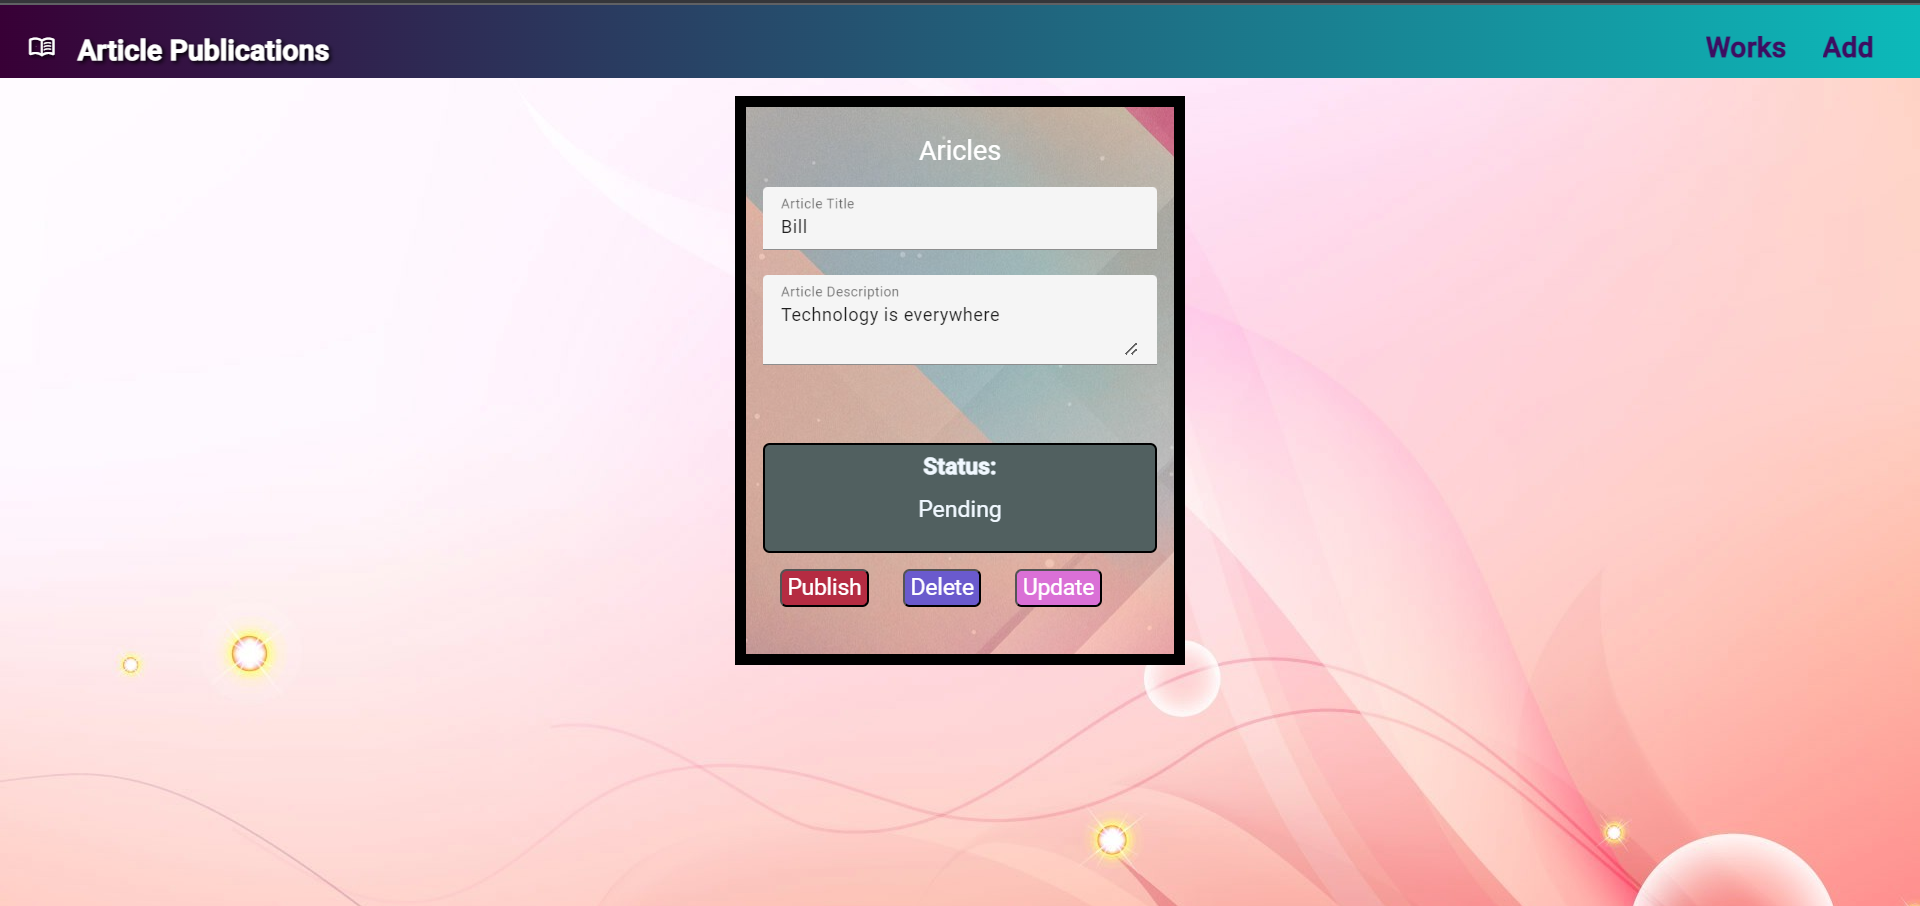 Article Publications
Works Add
Aricles
Article Title
Bill
Article Description
Technology is everywhere
Status:
Pending
Publish Delete Update